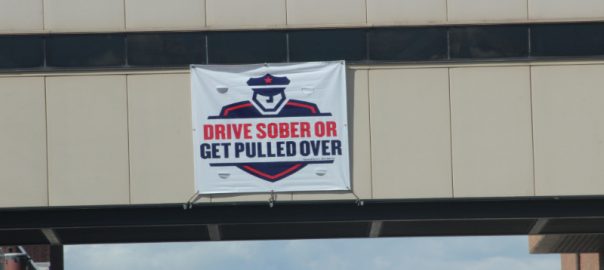 DRIVE SOBER OR
GET PULLED OVER